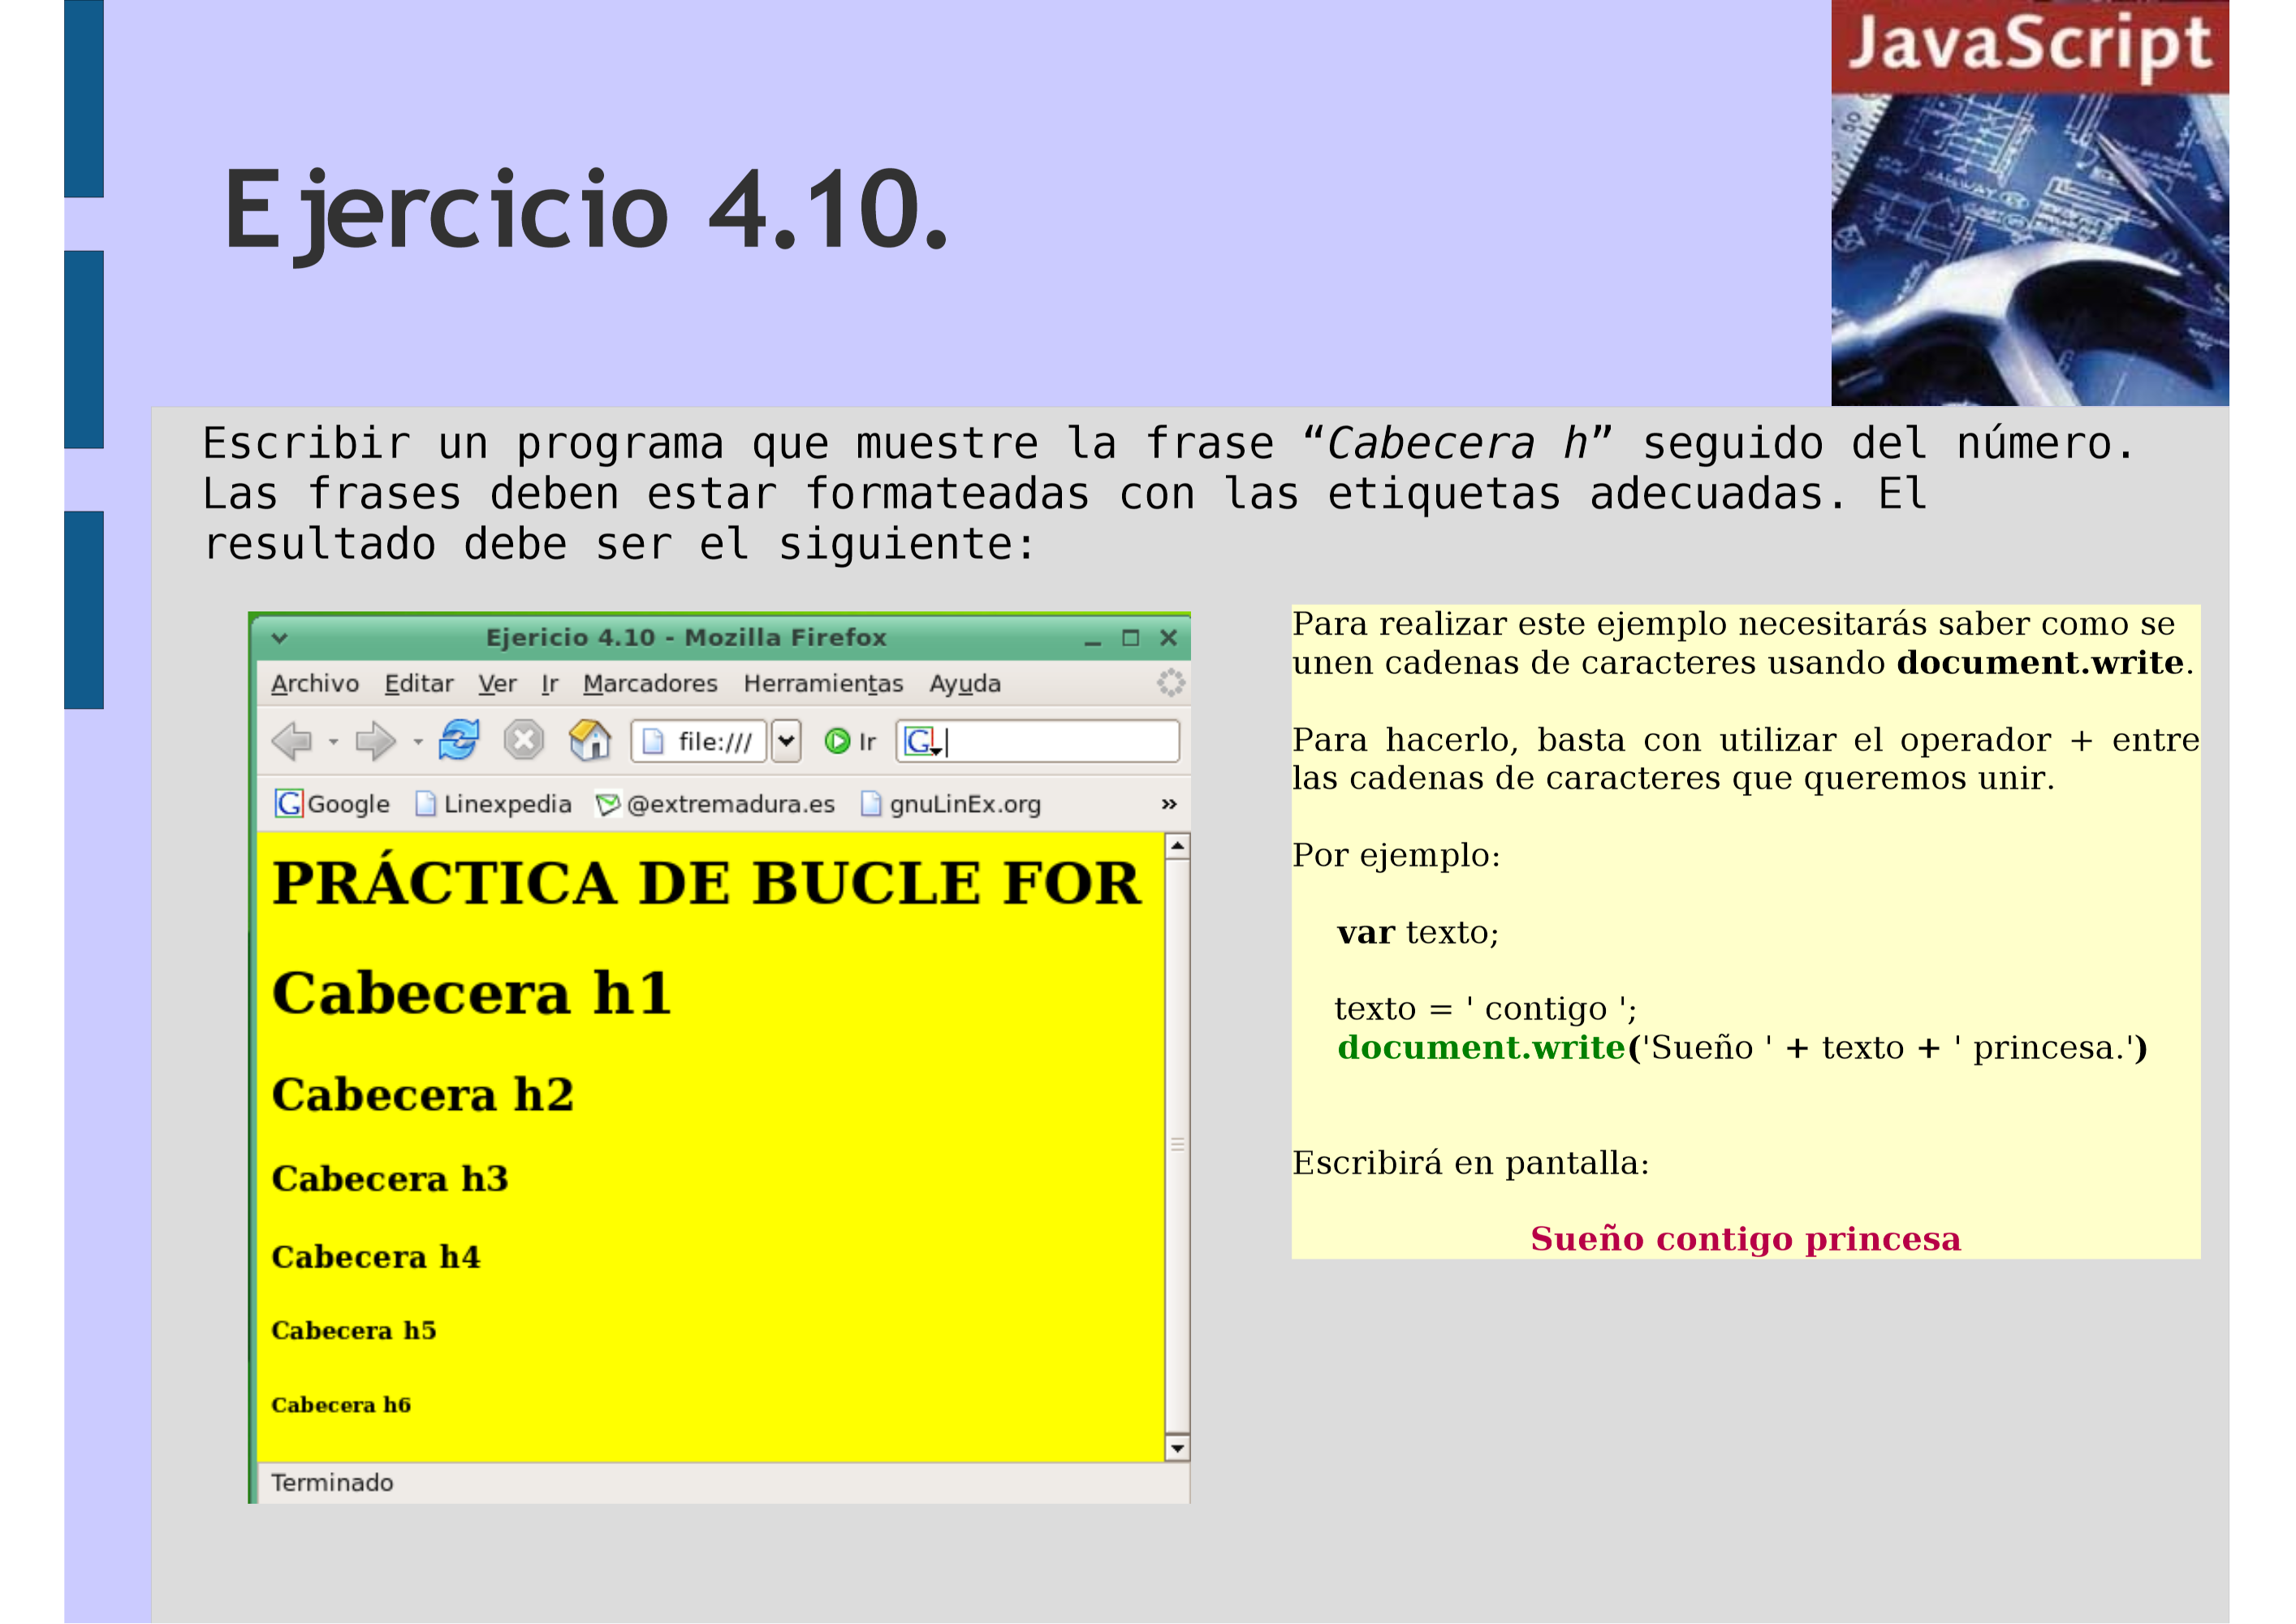 JavaScript
Ejercicio 4.10.
Escribir un programa que muestre la frase “Cabecera h” seguido del número.
Las frases deben estar formateadas con las etiquetas adecuadas. El
resultado debe ser el siguiente:
Ejericio 4.10 - Mozilla Firefox
Archivo Editar Ver Ir Marcadores Herramientas Ayuda
file:/// Ir G
G Google Linexpedia @extremadura.es gnuLinEx.org »
PRÁCTICA DE BUCLE FOR
Cabecera h1
Cabecera h2
Cabecera h3
Cabecera h4
Cabecera h5
Cabecera h6
Terminado
Para realizar este ejemplo necesitarás saber como se
unen cadenas de caracteres usando document.write.
Para hacerlo, basta con utilizar el operador + entre
las cadenas de caracteres que queremos unir.
Por ejemplo:
var texto;
texto = ' contigo ';
document.write('Sueño ' + texto + ' princesa.')
Escribirá en pantalla:
Sueño contigo princesa